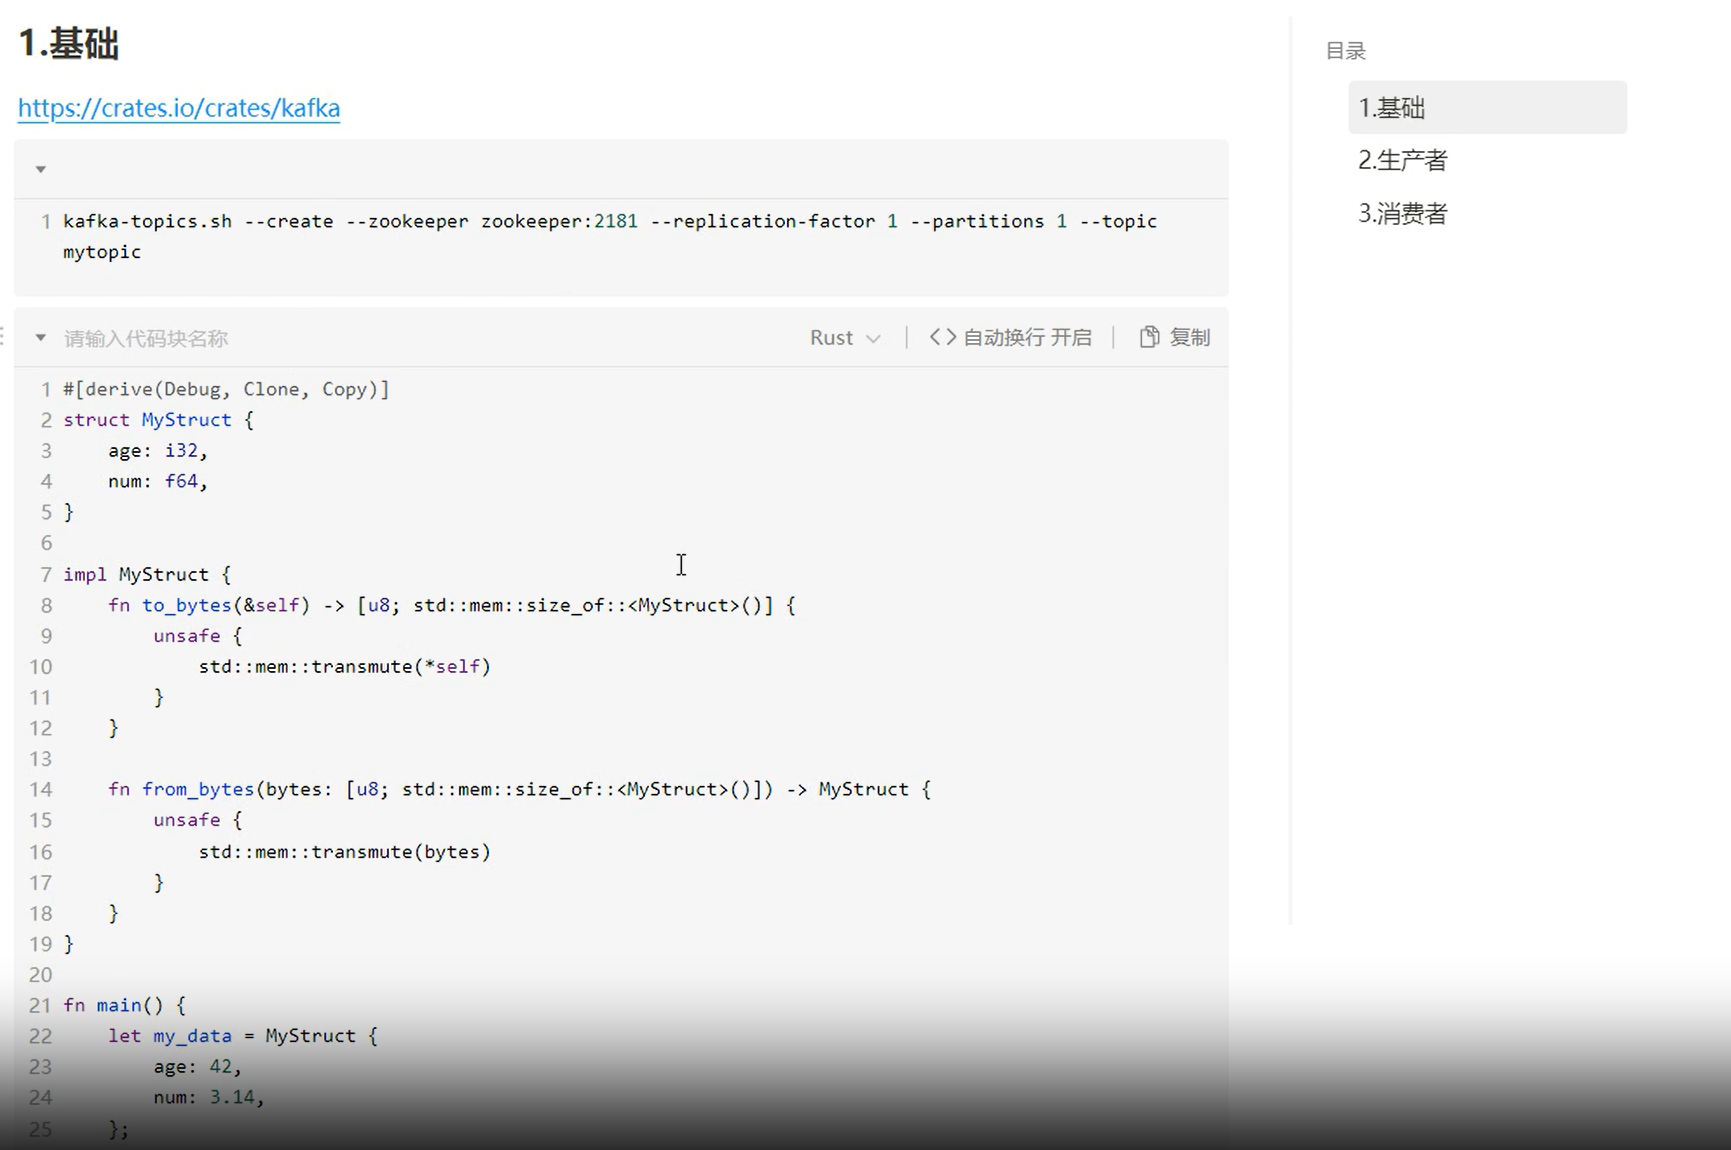 1.基础
https://crates.io/crates/kafka
1 kafka-topics.sh --create --zookeeper zookeeper:2181 --replication-factor 1 --partitions 1 --topic
mytopic
请输入代码块名称 Rust 自动换行 开启 复制
1 #[derive(Debug, Clone, Copy)]
2 struct MyStruct {
3     age: i32,
4     num: f64,
5 }
6
7 impl MyStruct {
8     fn to_bytes(&self) -> [u8; std::mem::size_of::<MyStruct>()] {
9         unsafe {
10             std::mem::transmute(*self)
11         }
12     }
13
14     fn from_bytes(bytes: [u8; std::mem::size_of::<MyStruct>()]) -> MyStruct {
15         unsafe {
16             std::mem::transmute(bytes)
17         }
18     }
19 }
20
21 fn main() {
22     let my_data = MyStruct {
23         age: 42,
24         num: 3.14,
25     };
目录
1.基础
2.生产者
3.消费者